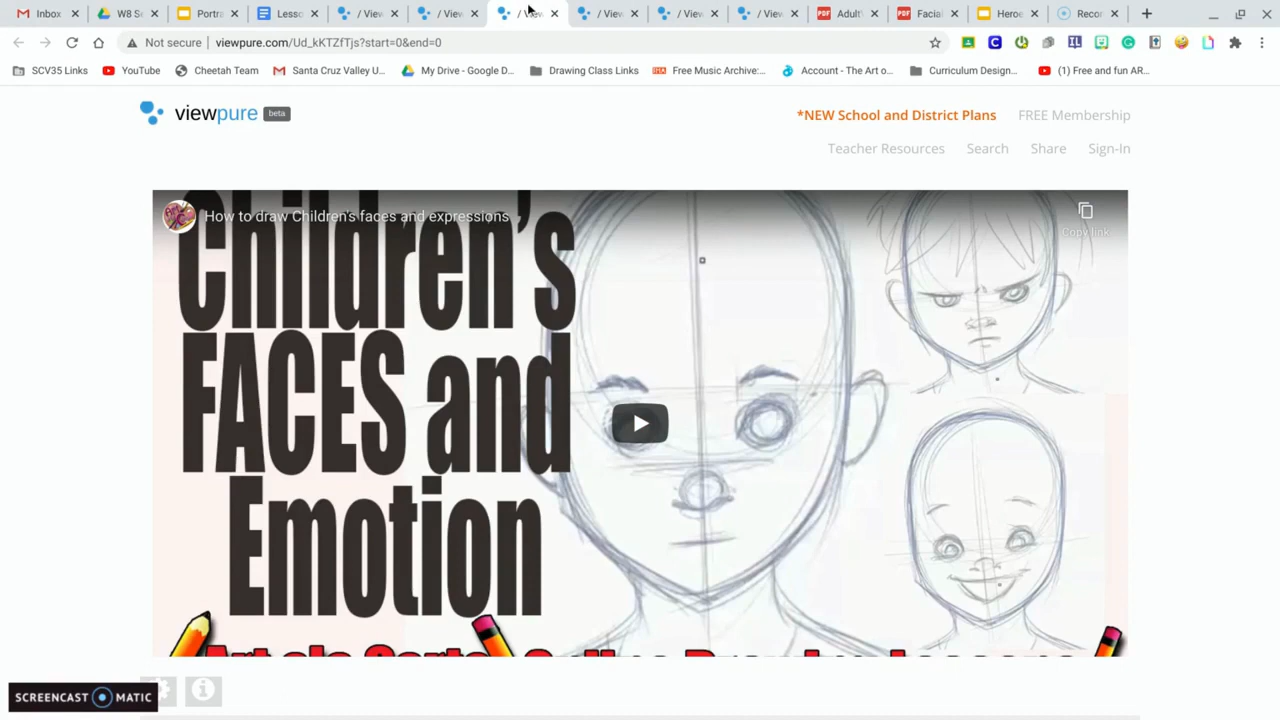 Inbox
W8 Se
Portra
Lesso
/ View
/ View
/ View
/ View
/ View
PDF
Adult\
PDF
Facial
Heroe
Recor
Not secure
viewpure.com/Ud_kKTZfTjs?start=0&end=0
SCV35 Links
YouTube
Cheetah Team
Santa Cruz Valley U...
My Drive - Google D...
Drawing Class Links
Free Music Archive:...
Account - The Art o...
Curriculum Design...
(1) Free and fun AR...
viewpure beta
*NEW School and District Plans
FREE Membership
Teacher Resources
Search
Share
Sign-In
How to draw Children's faces and expressions
Copy link
Children's
FACES and
Emotion
SCREENCAST MATIC